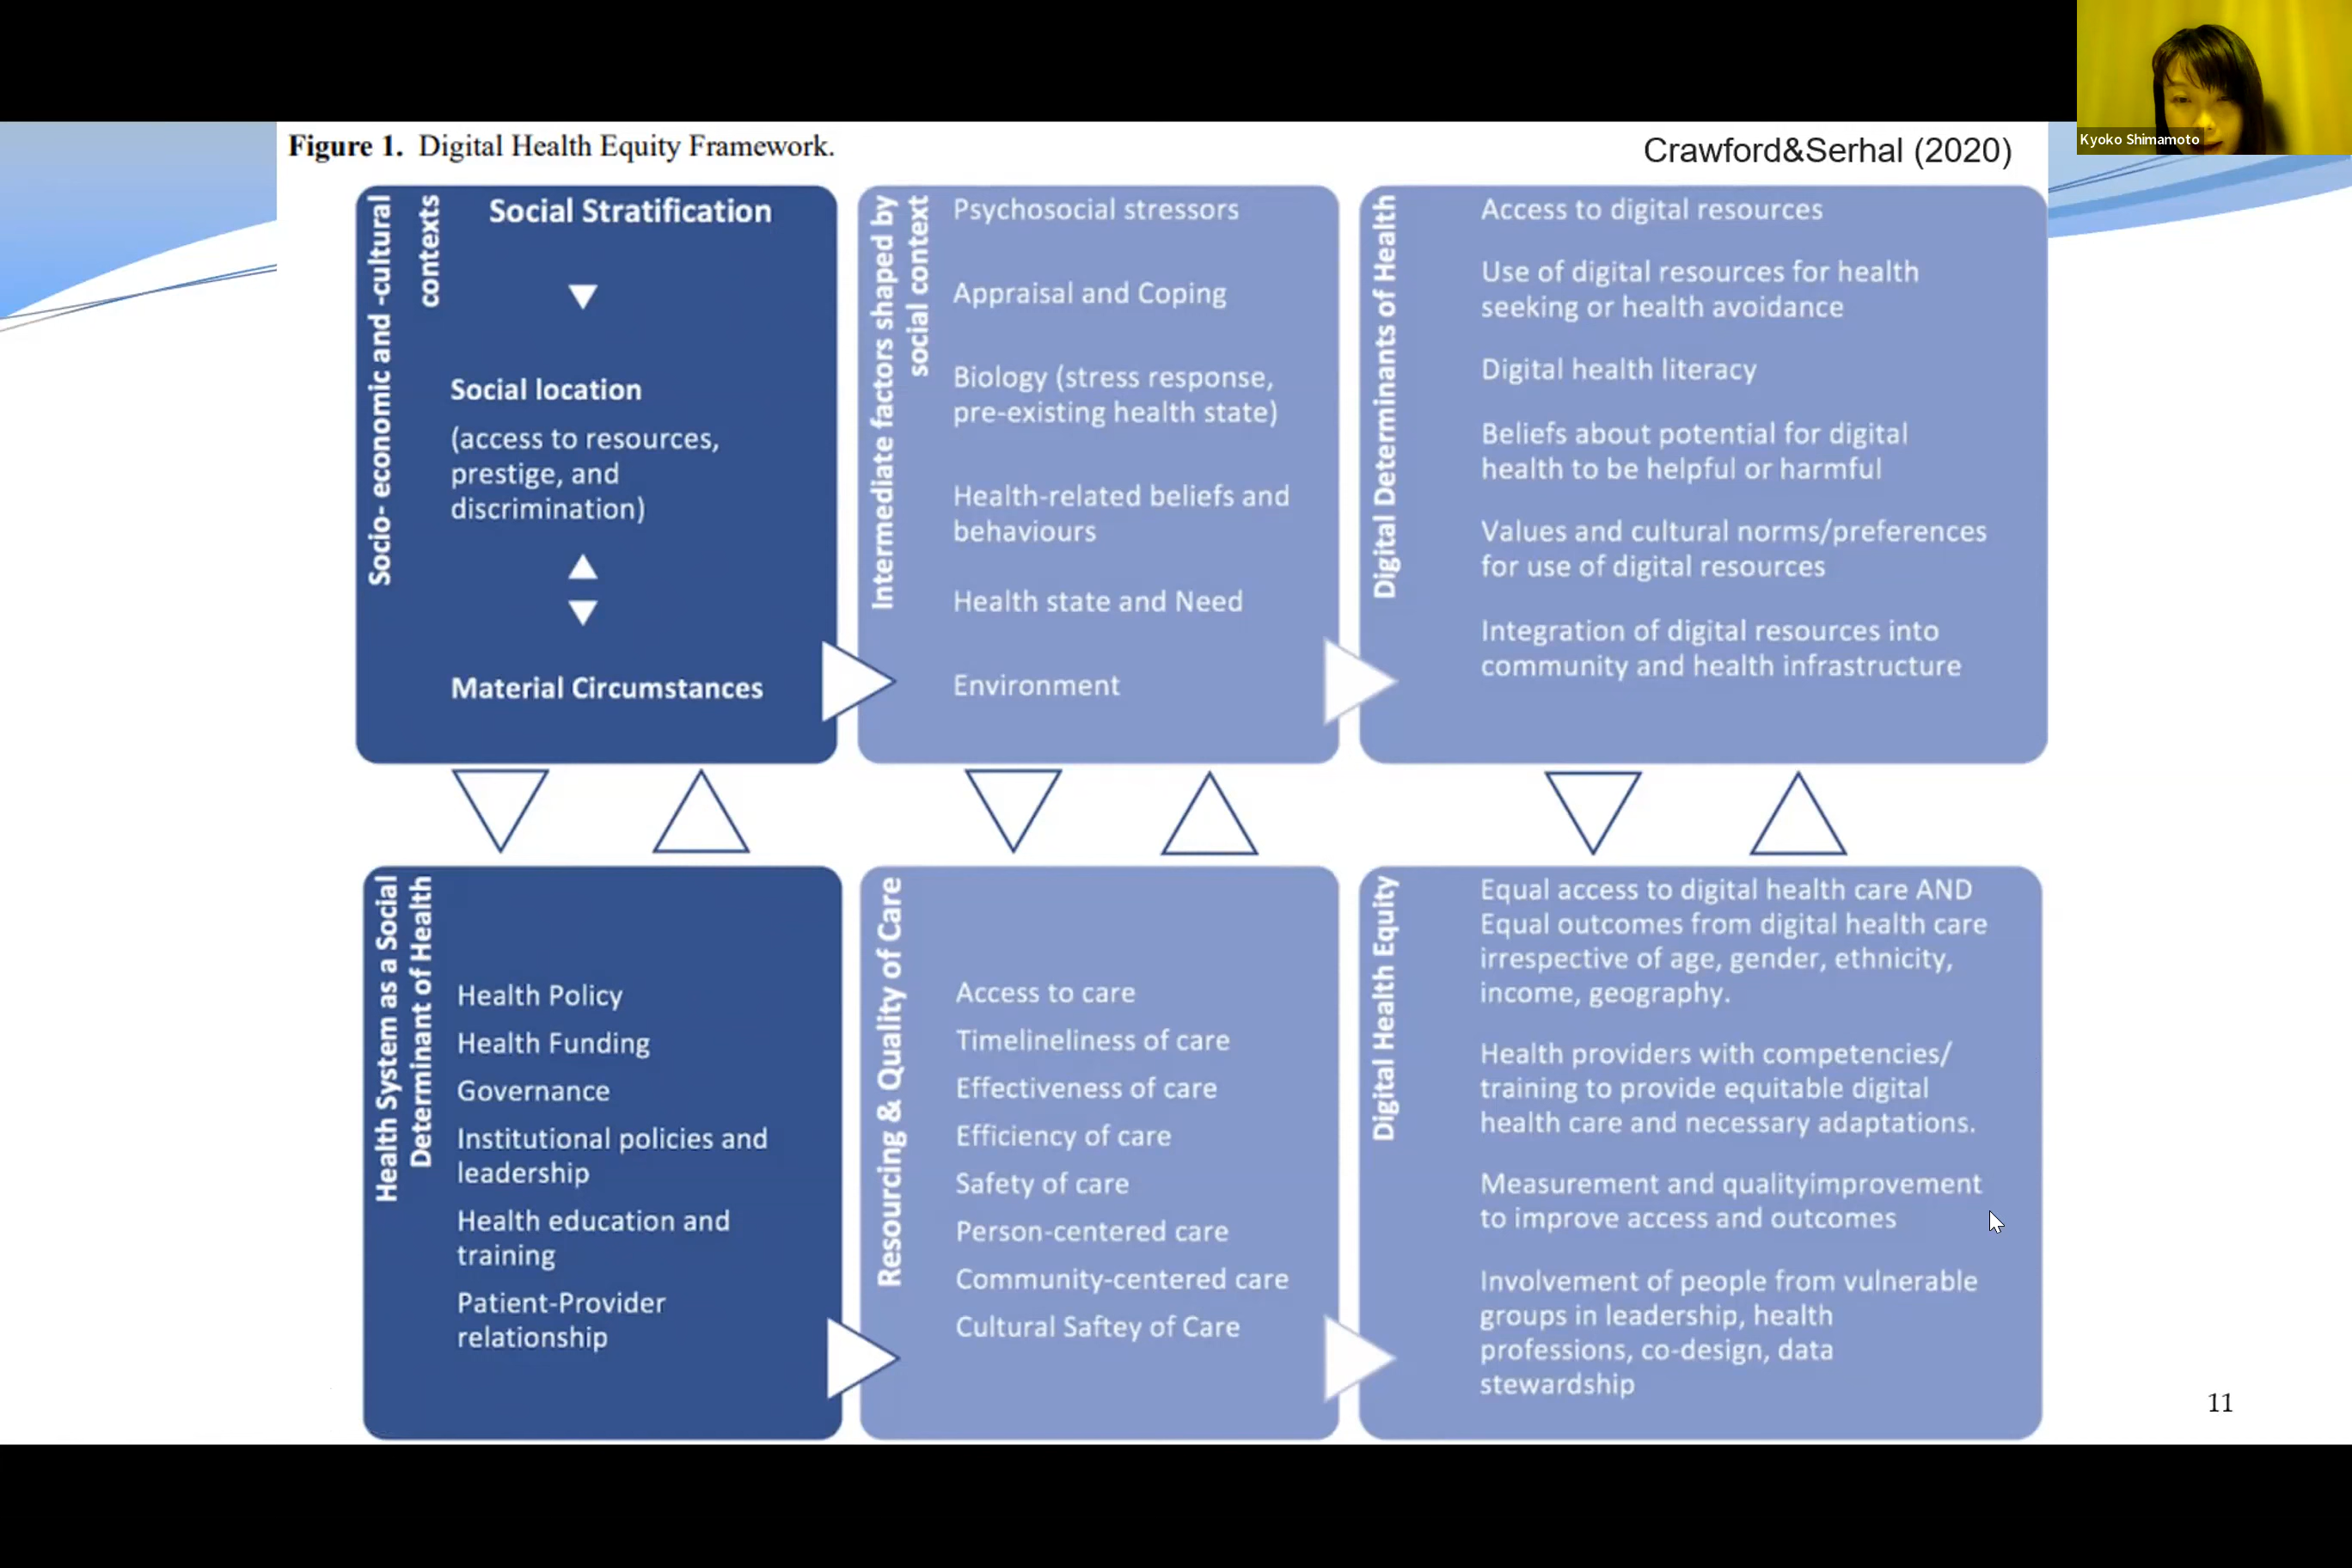 Kyoko Shimamoto
Figure 1. Digital Health Equity Framework.
Crawford&Serhal (2020)
Socio- economic and -cultural
contexts
Social Stratification
Social location
(access to resources,
prestige, and
discrimination)
Material Circumstances
Intermediate factors shaped by
social context
Psychosocial stressors
Appraisal and Coping
Biology (stress response,
pre-existing health state)
Health-related beliefs and
behaviours
Health state and Need
Environment
Digital Determinants of Health
Access to digital resources
Use of digital resources for health
seeking or health avoidance
Digital health literacy
Beliefs about potential for digital
health to be helpful or harmful
Values and cultural norms/preferences
for use of digital resources
Integration of digital resources into
community and health infrastructure
Health System as a Social
Determinant of Health
Health Policy
Health Funding
Governance
Institutional policies and
leadership
Health education and
training
Patient-Provider
relationship
Resourcing & Quality of Care
Access to care
Timelineliness of care
Effectiveness of care
Efficiency of care
Safety of care
Person-centered care
Community-centered care
Cultural Saftey of Care
Digital Health Equity
Equal access to digital health care AND
Equal outcomes from digital health care
irrespective of age, gender, ethnicity,
income, geography.
Health providers with competencies/
training to provide equitable digital
health care and necessary adaptations.
Measurement and qualityimprovement
to improve access and outcomes
Involvement of people from vulnerable
groups in leadership, health
professions, co-design, data
stewardship
11